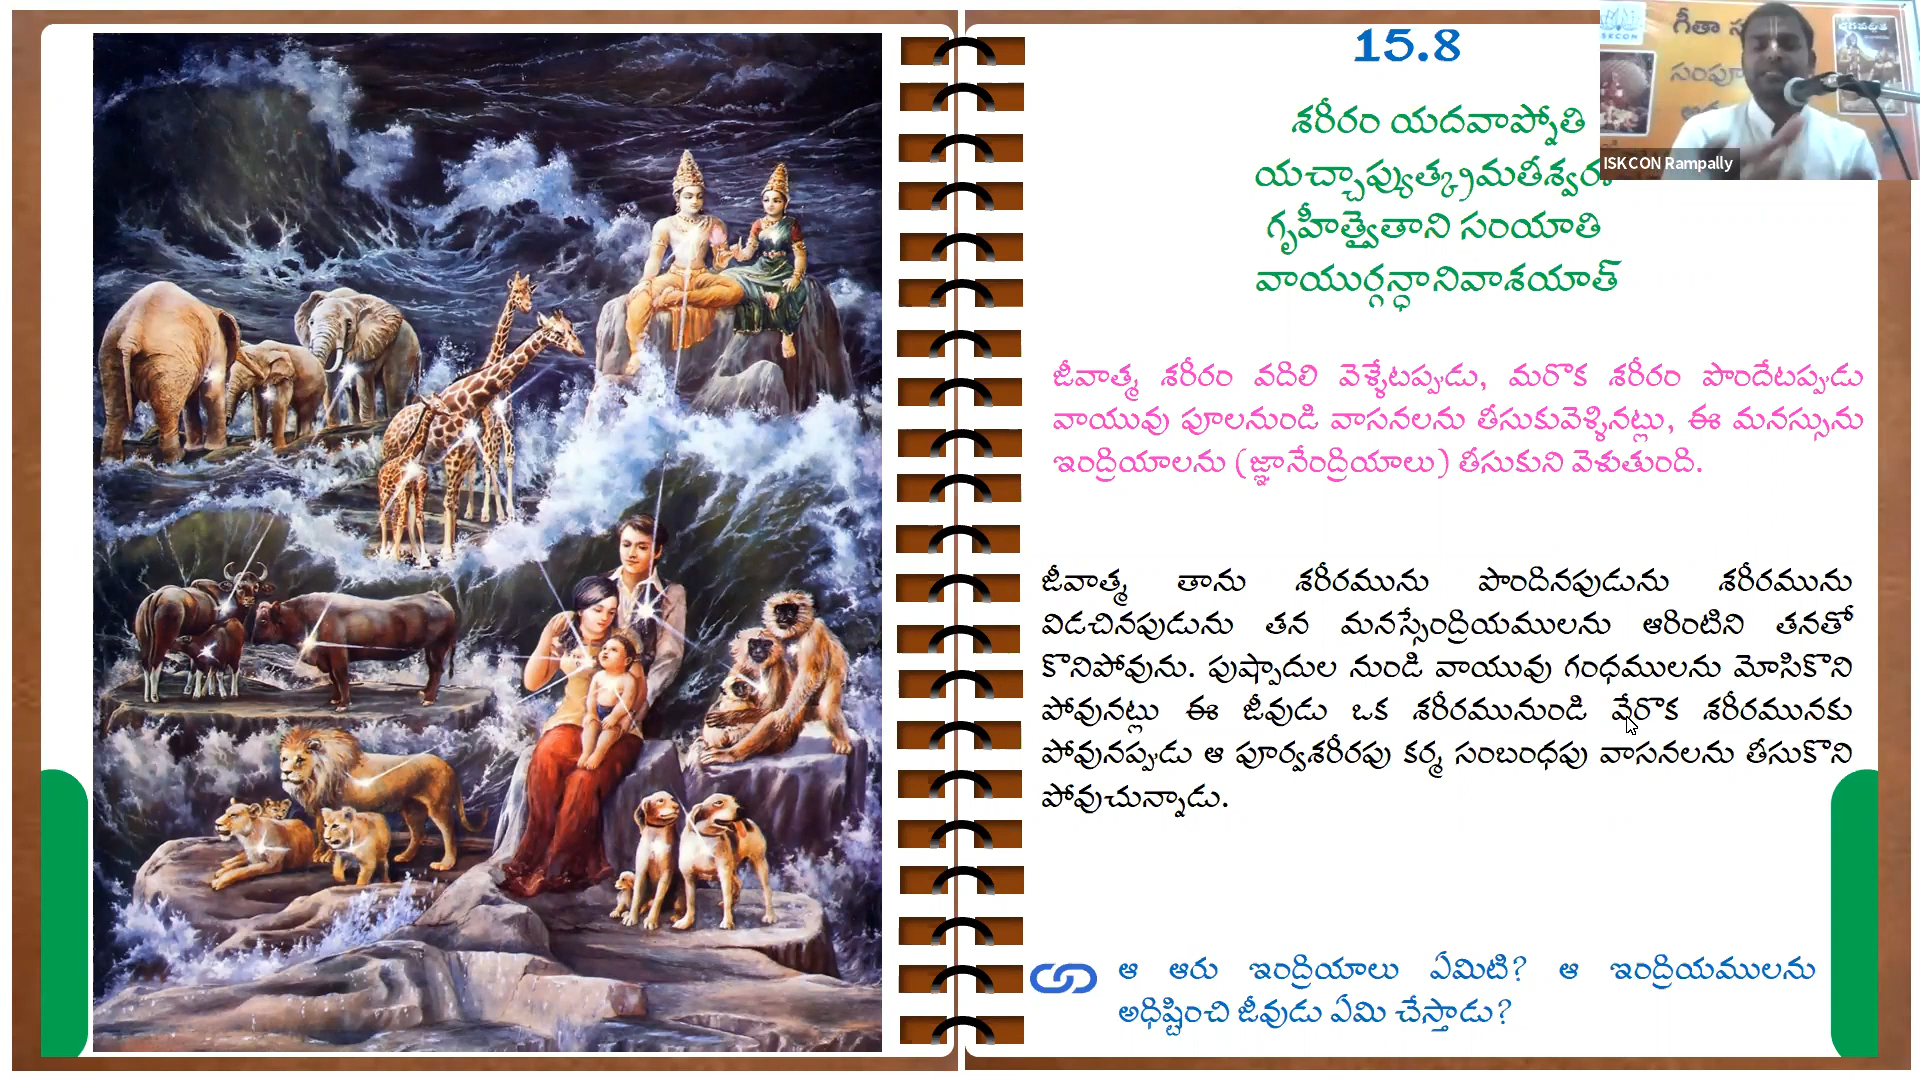 15.8
శరీరం యదవాప్నోతి
యచ్చాప్యుత్క్రామతీశ్వరః
గృహీత్వైతాని సంయాతి
వాయుర్గన్ధానివాశయాత్
జీవాత్మ శరీరం వదిలి వెళ్ళేటప్పుడు, మరొక శరీరం పొందేటప్పుడు
వాయువు పూలనుండి వాసనలను తీసుకువెళ్ళినట్లు, ఈ మనస్సును
ఇంద్రియాలను (జ్ఞానేంద్రియాలు) తీసుకుని వెళుతుంది.
జీవాత్మ తాను శరీరమును పొందినపుడును శరీరమును
విడచినపుడును తన మనస్సేంద్రియములను ఆరింటిని తనతో
కొనిపోవును. పుష్పాదుల నుండి వాయువు గంధములను మోసికొని
పోవునట్లు ఈ జీవుడు ఒక శరీరమునుండి వేరొక శరీరమునకు
పోవునప్పుడు ఆ పూర్వశరీరపు కర్మ సంబంధపు వాసనలను తీసుకొని
పోవుచున్నాడు.
ఆ ఆరు ఇంద్రియాలు ఏమిటి? ఆ ఇంద్రియములను
అధిష్టించి జీవుడు ఏమి చేస్తాడు?
గీతా
ISKCON Rampally